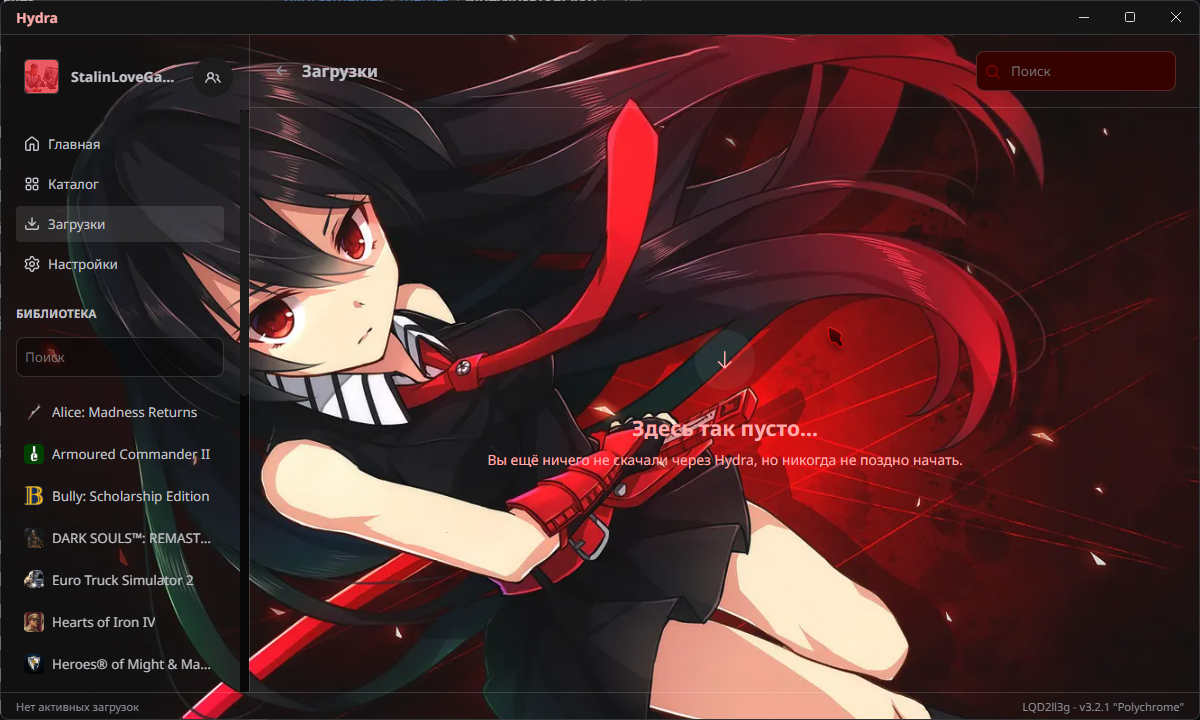 Hydra
StalinLoveGa...
Загрузки
Поиск
Главная
Каталог
Загрузки
Настройки
БИБЛИОТЕКА
Поиск
Alice: Madness Returns
Armoured Commander II
Bully: Scholarship Edition
DARK SOULS™: REMAST...
Euro Truck Simulator 2
Hearts of Iron IV
Heroes® of Might & Ma...
Здесь так пусто...
Вы ещё ничего не скачали через Hydra, но никогда не поздно начать.
Нет активных загрузок
LQD2ll3g - v3.2.1 "Polychrome"